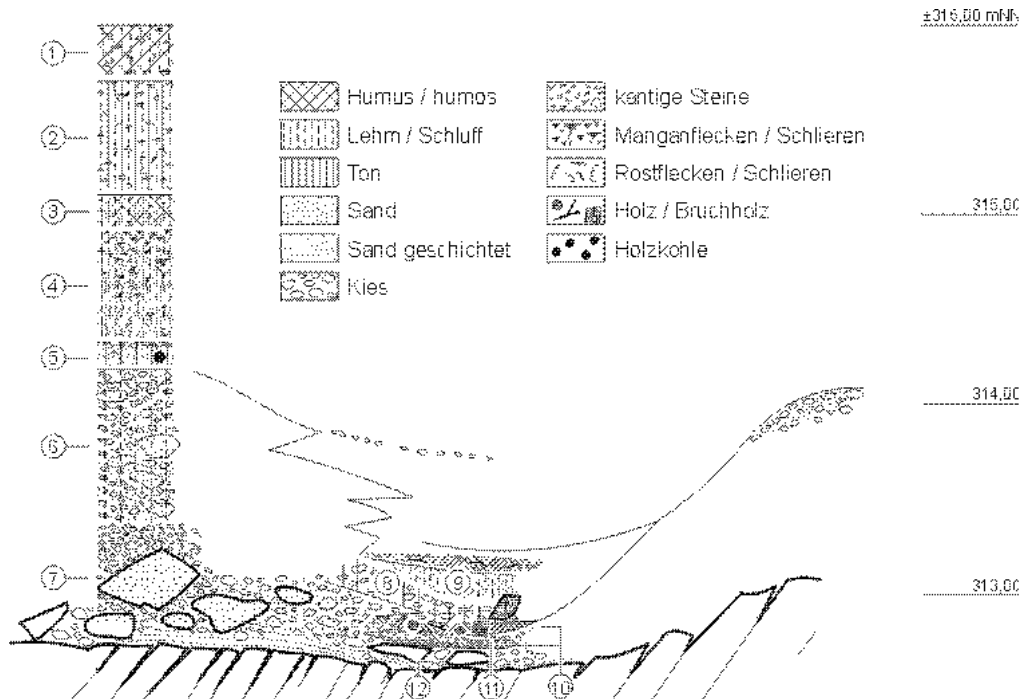 ±316,00 mNN
1
2
3
4
5
6
7
Humus / humos
Lehm / Schluff
Ton
Sand
Sand geschichtet
Kies
kantige Steine
Manganflecken / Schlieren
Rostflecken / Schlieren
Holz / Bruchholz
Holzkohle
315,00
314,00
313,00
8
9
12
11
10